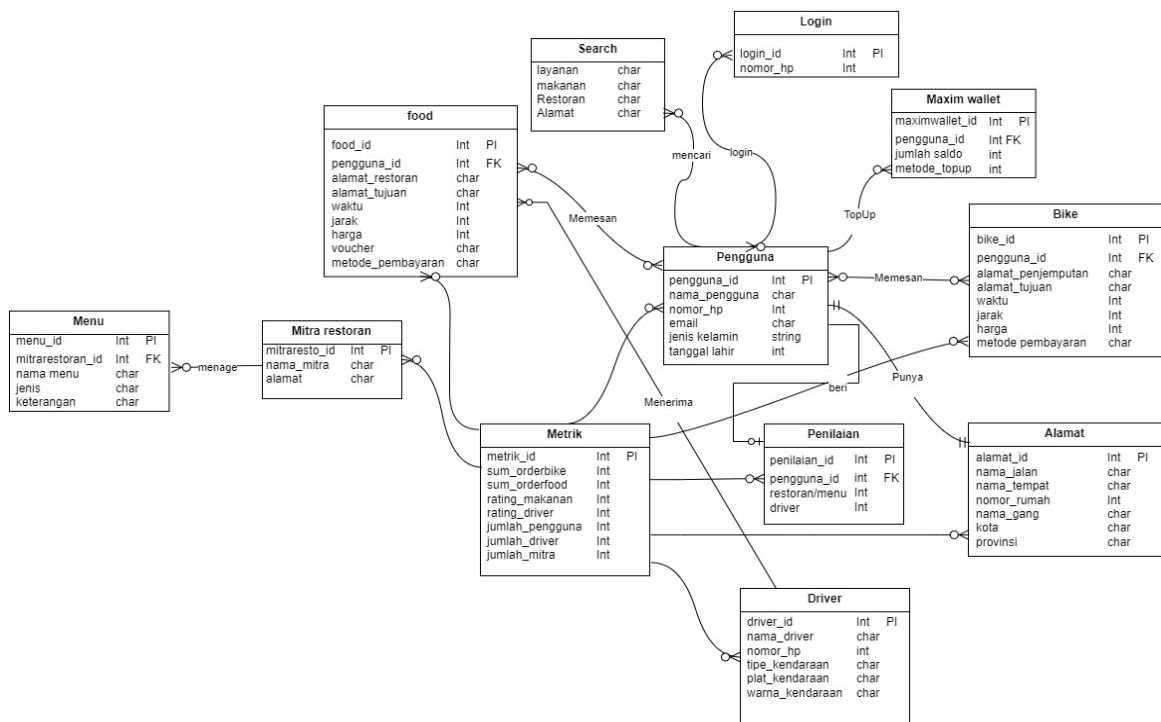 Login
login_id Int PI
nomor_hp Int
Search
layanan char
makanan char
Restoran char
Alamat char
Maxim wallet
maximwallet_id Int PI
pengguna_id Int FK
jumlah saldo int
metode_topup int
food
food_id Int PI
pengguna_id Int FK
alamat_restoran char
alamat_tujuan char
waktu Int
jarak Int
harga Int
voucher char
metode_pembayaran char
mencari
login
TopUp
Memesan
Bike
bike_id Int PI
pengguna_id Int FK
alamat_penjemputan char
alamat_tujuan char
waktu Int
jarak Int
harga Int
metode pembayaran char
Pengguna
pengguna_id Int PI
nama_pengguna char
nomor_hp Int
email char
jenis kelamin string
tanggal lahir int
Memesan
Menu
menu_id Int PI
mitrarestoran_id Int FK
nama menu char
jenis char
keterangan char
menage
Mitra restoran
mitraresto_id Int PI
nama_mitra char
alamat char
Menerima
beri
Punya
Metrik
metrik_id Int PI
sum_orderbike Int
sum_orderfood Int
rating_makanan Int
rating_driver Int
jumlah_pengguna Int
jumlah_driver Int
jumlah_mitra Int
Penilaian
penilaian_id Int PI
pengguna_id int FK
restoran/menu Int
driver Int
Alamat
alamat_id Int PI
nama_jalan char
nama_tempat char
nomor_rumah Int
nama_gang char
kota char
provinsi char
Driver
driver_id Int PI
nama_driver char
nomor_hp int
tipe_kendaraan char
plat_kendaraan char
warna_kendaraan char